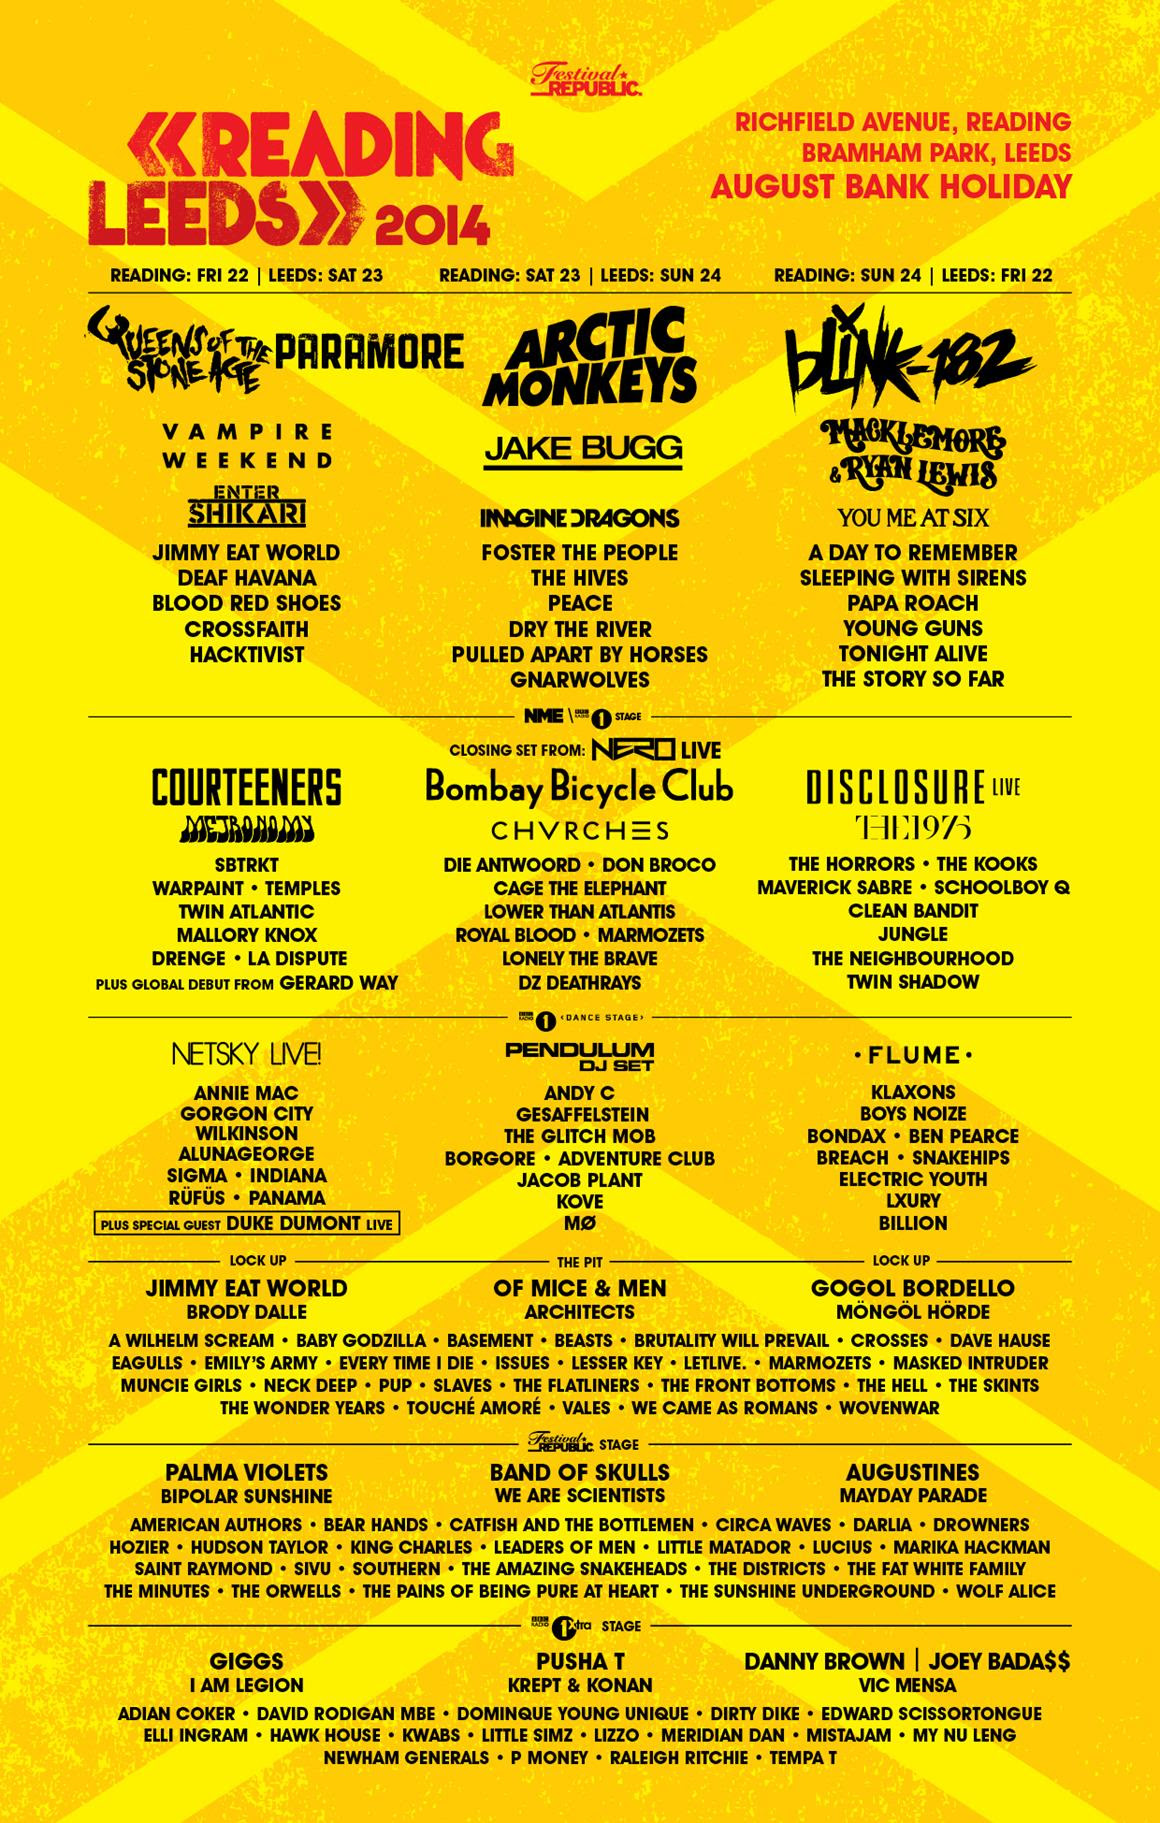 Festival
REPUBLIC.
READING
LEEDS 2014
RICHFIELD AVENUE, READING
BRAMHAM PARK, LEEDS
AUGUST BANK HOLIDAY
READING: FRI 22 | LEEDS: SAT 23
QUEENS OF THE STONE AGE PARAMORE
VAMPIRE
WEEKEND
ENTER
SHIKARI
JIMMY EAT WORLD
DEAF HAVANA
BLOOD RED SHOES
CROSSFAITH
HACKTIVIST
READING: SAT 23 | LEEDS: SUN 24
ARCTIC
MONKEYS
JAKE BUGG
IMAGINE DRAGONS
FOSTER THE PEOPLE
THE HIVES
PEACE
DRY THE RIVER
PULLED APART BY HORSES
GNARWOLVES
READING: SUN 24 | LEEDS: FRI 22
blink-182
MACKLEMORE
& RYAN LEWIS
YOU ME AT SIX
A DAY TO REMEMBER
SLEEPING WITH SIRENS
PAPA ROACH
YOUNG GUNS
TONIGHT ALIVE
THE STORY SO FAR
NME \ BBC RADIO 1 STAGE
COURTEENERS
METRONOMY
SBTRKT
WARPAINT • TEMPLES
TWIN ATLANTIC
MALLORY KNOX
DRENGE • LA DISPUTE
PLUS GLOBAL DEBUT FROM GERARD WAY
CLOSING SET FROM: NERO LIVE
Bombay Bicycle Club
CHVRCHES
DIE ANTWOORD • DON BROCO
CAGE THE ELEPHANT
LOWER THAN ATLANTIS
ROYAL BLOOD • MARMOZETS
LONELY THE BRAVE
DZ DEATHRAYS
DISCLOSURE LIVE
THE 1975
THE HORRORS • THE KOOKS
MAVERICK SABRE • SCHOOLBOY Q
CLEAN BANDIT
JUNGLE
THE NEIGHBOURHOOD
TWIN SHADOW
BBC RADIO 1 ‹DANCE STAGE›
NETSKY LIVE!
ANNIE MAC
GORGON CITY
WILKINSON
ALUNAGEORGE
SIGMA • INDIANA
RÜFÜS • PANAMA
PLUS SPECIAL GUEST DUKE DUMONT LIVE
PENDULUM
DJ SET
ANDY C
GESAFFELSTEIN
THE GLITCH MOB
BORGORE • ADVENTURE CLUB
JACOB PLANT
KOVE
MØ
• FLUME •
KLAXONS
BOYS NOIZE
BONDAX • BEN PEARCE
BREACH • SNAKEHIPS
ELECTRIC YOUTH
LXURY
BILLION
LOCK UP
JIMMY EAT WORLD
BRODY DALLE
THE PIT
OF MICE & MEN
ARCHITECTS
LOCK UP
GOGOL BORDELLO
MÖNGÖL HÖRDE
A WILHELM SCREAM • BABY GODZILLA • BASEMENT • BEASTS • BRUTALITY WILL PREVAIL • CROSSES • DAVE HAUSE
EAGULLS • EMILY'S ARMY • EVERY TIME I DIE • ISSUES • LESSER KEY • LETLIVE. • MARMOZETS • MASKED INTRUDER
MUNCIE GIRLS • NECK DEEP • PUP • SLAVES • THE FLATLINERS • THE FRONT BOTTOMS • THE HELL • THE SKINTS
THE WONDER YEARS • TOUCHÉ AMORÉ • VALES • WE CAME AS ROMANS • WOVENWAR
Festival REPUBLIC. STAGE
PALMA VIOLETS
BIPOLAR SUNSHINE
BAND OF SKULLS
WE ARE SCIENTISTS
AUGUSTINES
MAYDAY PARADE
AMERICAN AUTHORS • BEAR HANDS • CATFISH AND THE BOTTLEMEN • CIRCA WAVES • DARLIA • DROWNERS
HOZIER • HUDSON TAYLOR • KING CHARLES • LEADERS OF MEN • LITTLE MATADOR • LUCIUS • MARIKA HACKMAN
SAINT RAYMOND • SIVU • SOUTHERN • THE AMAZING SNAKEHEADS • THE DISTRICTS • THE FAT WHITE FAMILY
THE MINUTES • THE ORWELLS • THE PAINS OF BEING PURE AT HEART • THE SUNSHINE UNDERGROUND • WOLF ALICE
BBC RADIO 1Xtra STAGE
GIGGS
I AM LEGION
PUSHA T
KREPT & KONAN
DANNY BROWN | JOEY BADA$$
VIC MENSA
ADIAN COKER • DAVID RODIGAN MBE • DOMINQUE YOUNG UNIQUE • DIRTY DIKE • EDWARD SCISSORTONGUE
ELLI INGRAM • HAWK HOUSE • KWABS • LITTLE SIMZ • LIZZO • MERIDIAN DAN • MISTAJAM • MY NU LENG
NEWHAM GENERALS • P MONEY • RALEIGH RITCHIE • TEMPA T